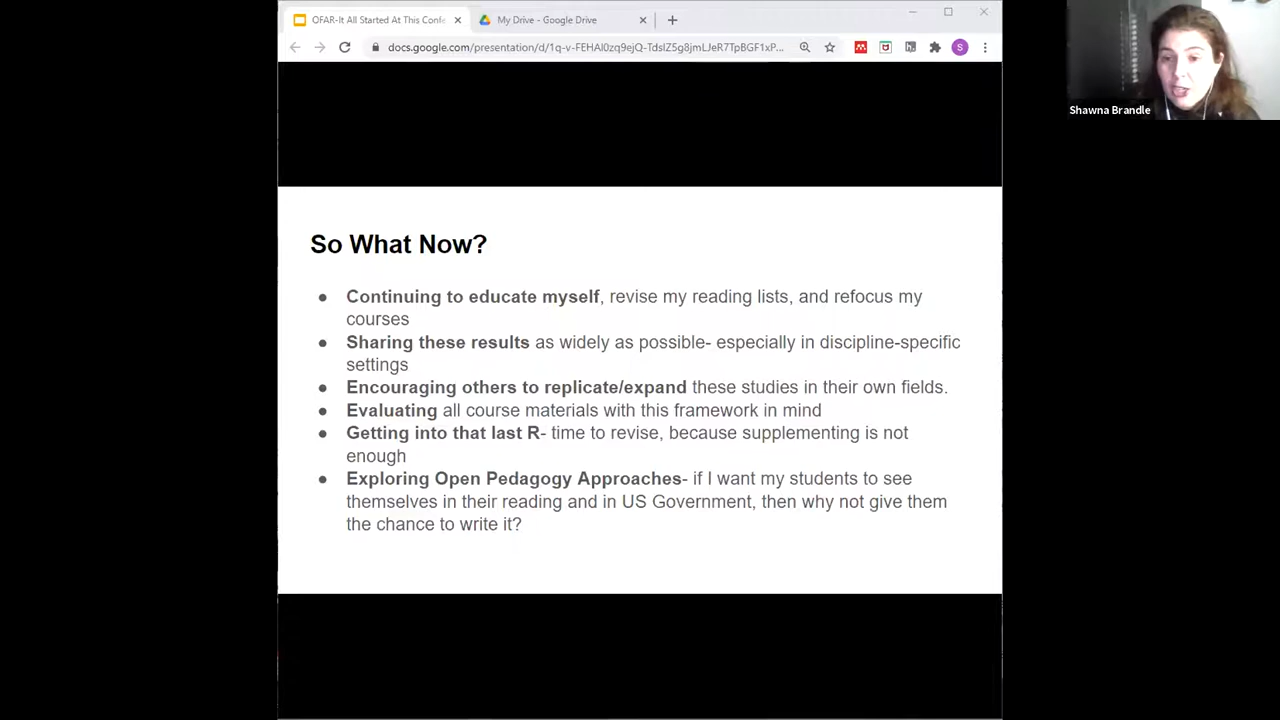 OFAR-It All Started At This Confe
My Drive - Google Drive
docs.google.com/presentation/d/1q-v-FEHAl0zq9ejQ-TdsIZ5g8jmLJeR7TpBGF1xP...
S
Shawna Brandle
So What Now?
● Continuing to educate myself, revise my reading lists, and refocus my
courses
● Sharing these results as widely as possible- especially in discipline-specific
settings
● Encouraging others to replicate/expand these studies in their own fields.
● Evaluating all course materials with this framework in mind
● Getting into that last R- time to revise, because supplementing is not
enough
● Exploring Open Pedagogy Approaches- if I want my students to see
themselves in their reading and in US Government, then why not give them
the chance to write it?